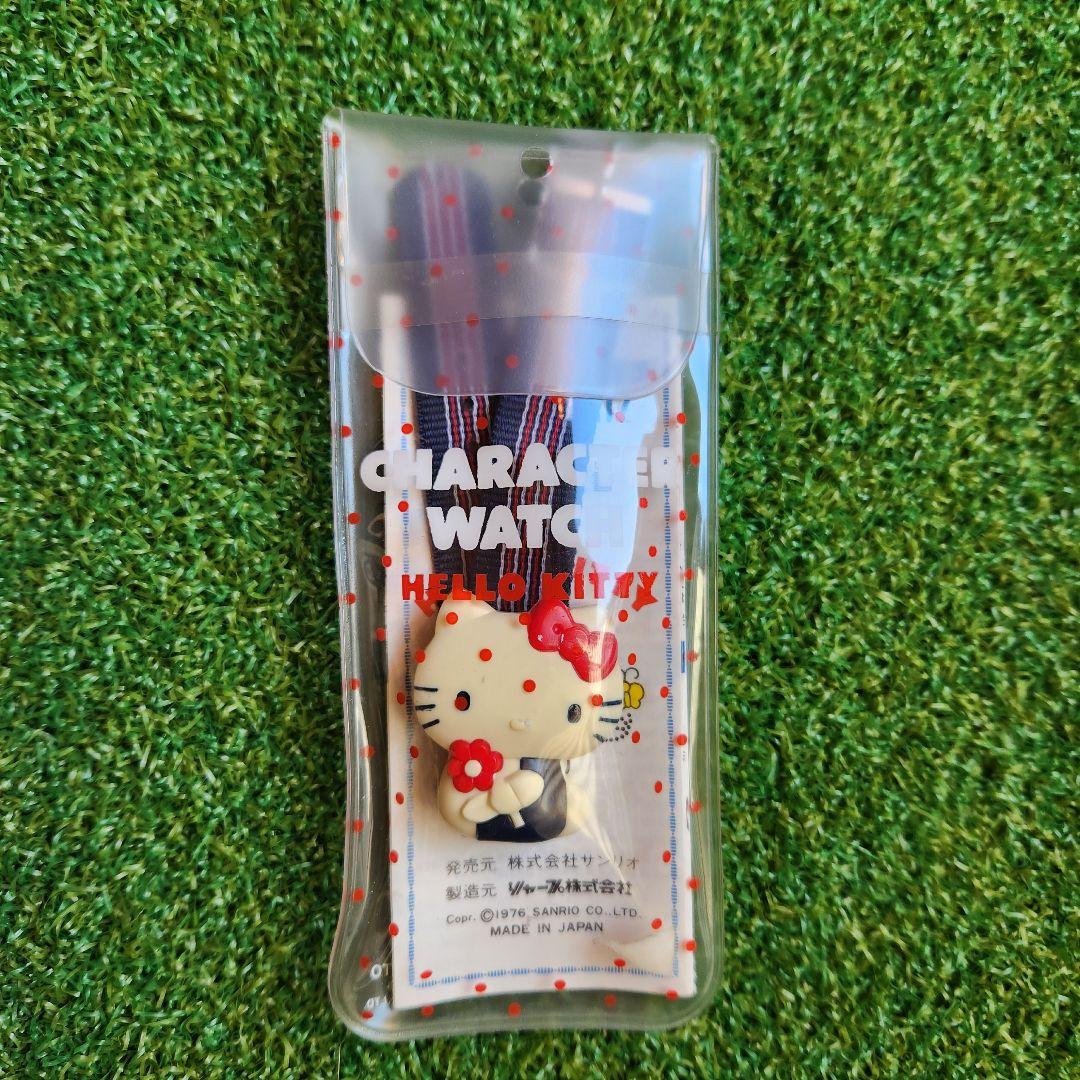 CHARACTER
WATCH
HELLO KITTY
発売元 株式会社サンリオ
製造元 シャープ株式会社
Copr. ©1976 SANRIO CO.,LTD.
MADE IN JAPAN